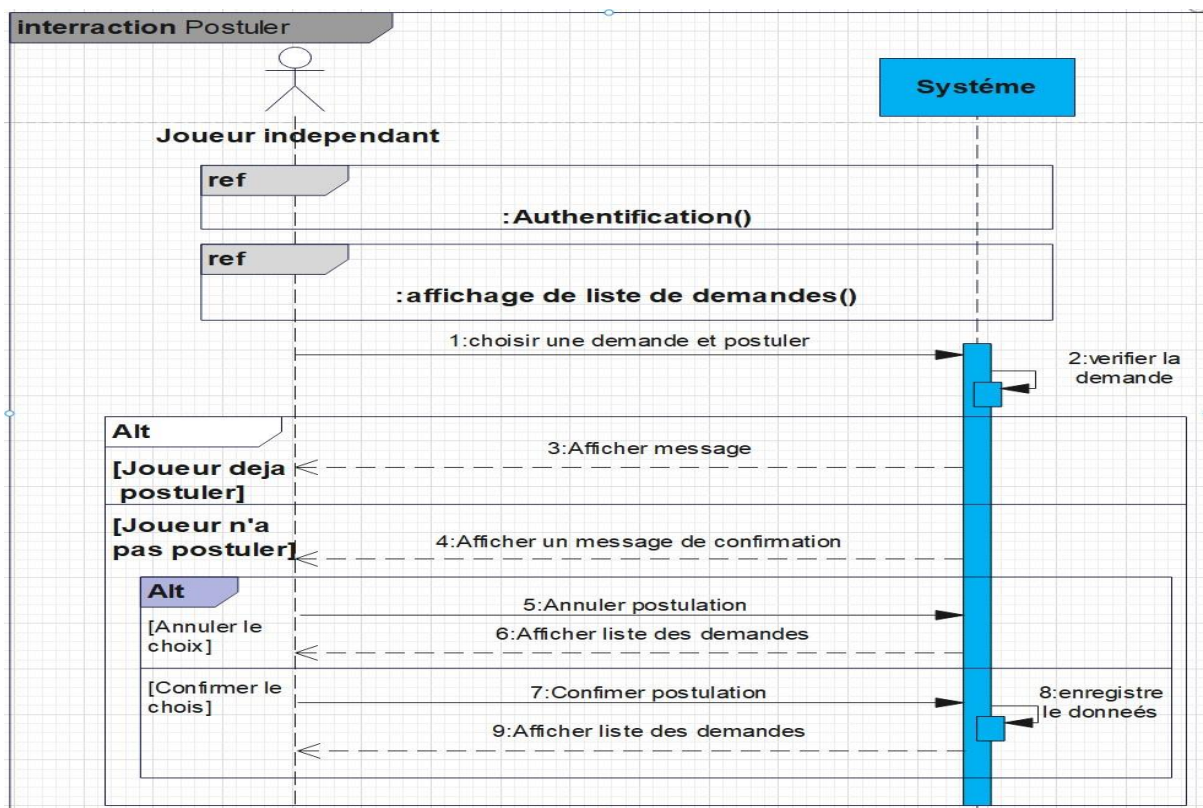 interraction Postuler
Systéme
Joueur independant
ref
:Authentification()
ref
:affichage de liste de demandes()
1:choisir une demande et postuler
2:verifier la
demande
Alt
3:Afficher message
[Joueur deja
postuler]
[Joueur n'a
pas postuler]
4:Afficher un message de confirmation
Alt
5:Annuler postulation
[Annuler le
choix]
6:Afficher liste des demandes
[Confirmer le
chois]
7:Confimer postulation
8:enregistre
le donneés
9:Afficher liste des demandes